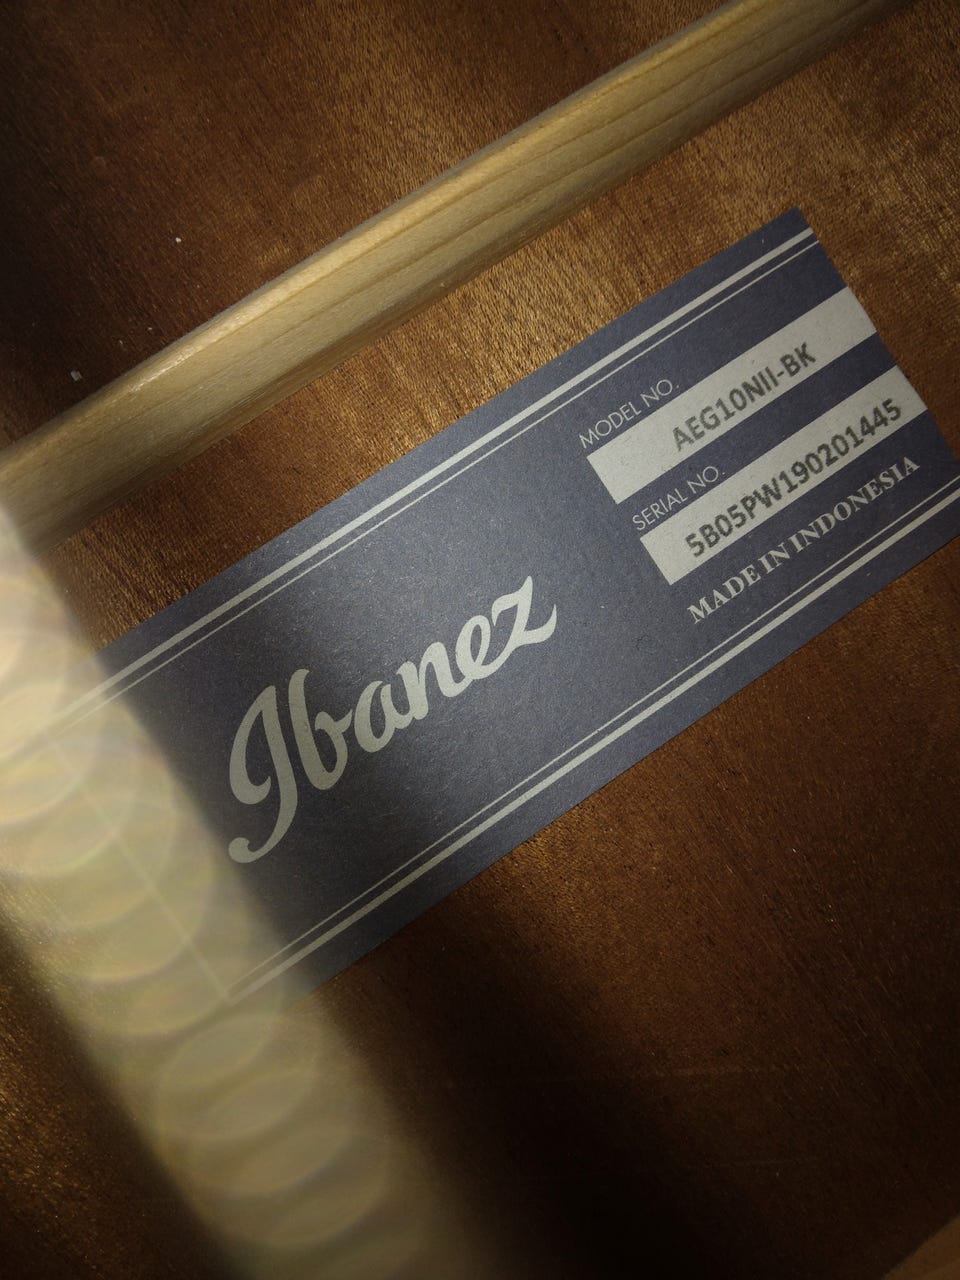 Ibanez
MODEL NO.
AEG10NII-BK
SERIAL NO.
5B05PW190201445
MADE IN INDONESIA